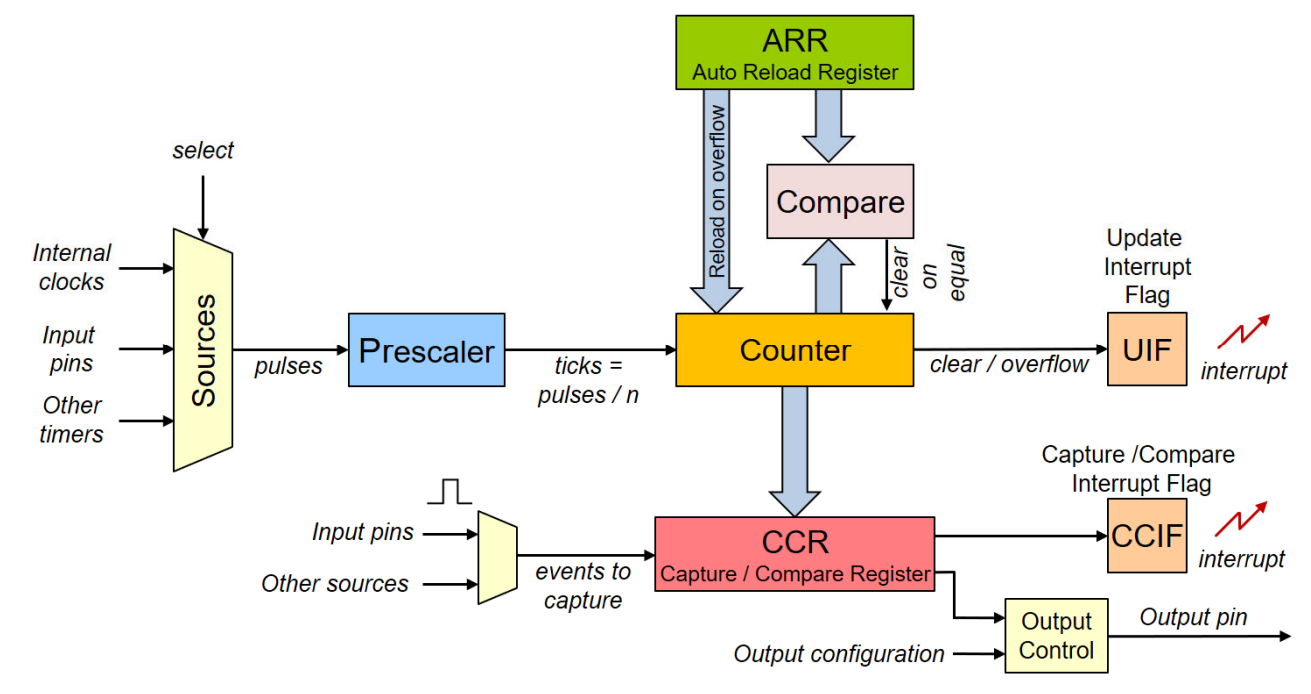 ARR
Auto Reload Register
Reload on overflow
select
Compare
clear
on
equal
Internal
clocks
Input
pins
Other
timers
Sources
pulses
Prescaler
ticks =
pulses / n
Counter
clear / overflow
Update
Interrupt
Flag
UIF
interrupt
Capture /Compare
Interrupt Flag
CCIF
interrupt
Input pins
Other sources
events to
capture
CCR
Capture / Compare Register
Output configuration
Output
Control
Output pin